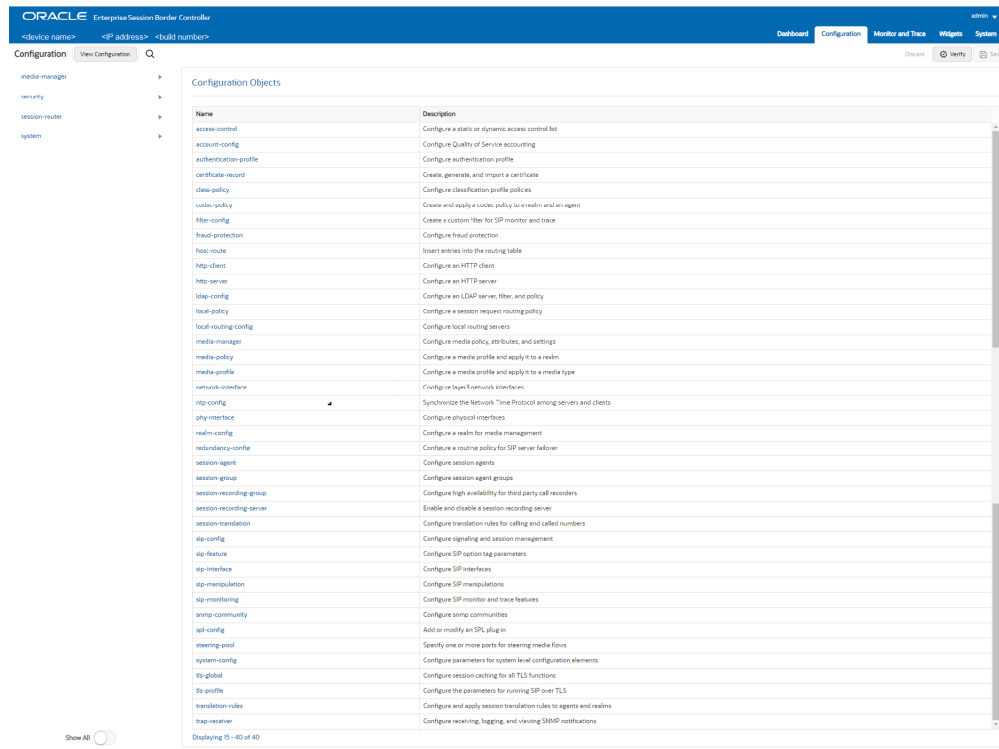 ORACLE Enterprise Session Border Controller
admin
<device name> <IP address> <build number>
Dashboard Configuration Monitor and Trace Widgets System
Configuration View Configuration
Discard Verify Sav
media-manager
security
session-router
system
Configuration Objects
Name Description
access-control Configure a static or dynamic access control list
account-config Configure Quality of Service accounting
authentication-profile Configure authentication profile
certificate-record Create, generate, and import a certificate
class-policy Configure classification profile policies
codec-policy Create and apply a codec policy to a realm and an agent
filter-config Create a custom filter for SIP monitor and trace
fraud-protection Configure fraud protection
host-route Insert entries into the routing table
http-client Configure an HTTP client
http-server Configure an HTTP server
ldap-config Configure an LDAP server, filter, and policy
local-policy Configure a session request routing policy
local-routing-config Configure local routing servers
media-manager Configure media policy, attributes, and settings
media-policy Configure a media profile and apply it to a realm
media-profile Configure a media profile and apply it to a media type
network-interface Configure layer3 network interfaces
ntp-config Synchronize the Network Time Protocol among servers and clients
phy-interface Configure physical interfaces
realm-config Configure a realm for media management
redundancy-config Configure a routing policy for SIP server failover
session-agent Configure session agents
session-group Configure session agent groups
session-recording-group Configure high availability for third party call recorders
session-recording-server Enable and disable a session recording server
session-translation Configure translation rules for calling and called numbers
sip-config Configure signaling and session management
sip-feature Configure SIP option tag parameters
sip-interface Configure SIP interfaces
sip-manipulation Configure SIP manipulations
sip-monitoring Configure SIP monitor and trace features
snmp-community Configure snmp communities
spl-config Add or modify an SPL plug in
steering-pool Specify one or more ports for steering media flows
system-config Configure parameters for system level configuration elements
tls-global Configure session caching for all TLS functions
tls-profile Configure the parameters for running SIP over TLS
translation-rules Configure and apply session translation rules to agents and realms
trap-receiver Configure receiving, logging, and viewing SNMP notifications
Show All
Displaying 15 - 40 of 40